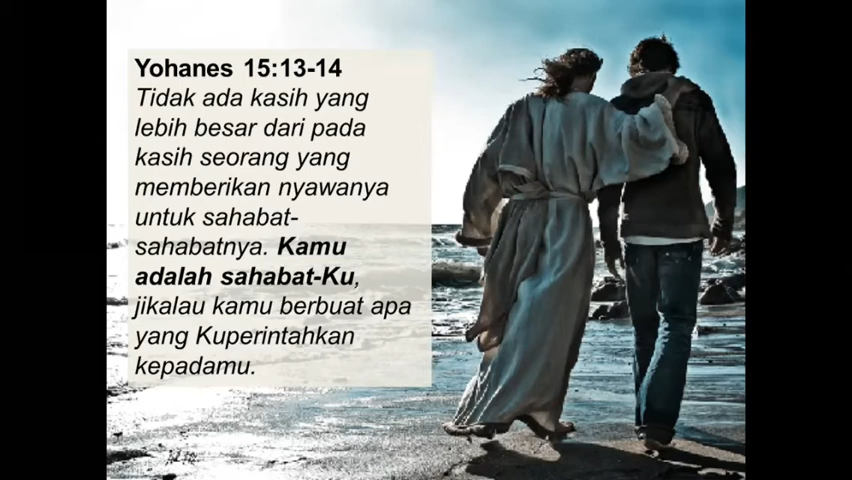 Yohanes 15:13-14
Tidak ada kasih yang
lebih besar dari pada
kasih seorang yang
memberikan nyawanya
untuk sahabat-
sahabatnya. Kamu
adalah sahabat-Ku,
jikalau kamu berbuat apa
yang Kuperintahkan
kepadamu.